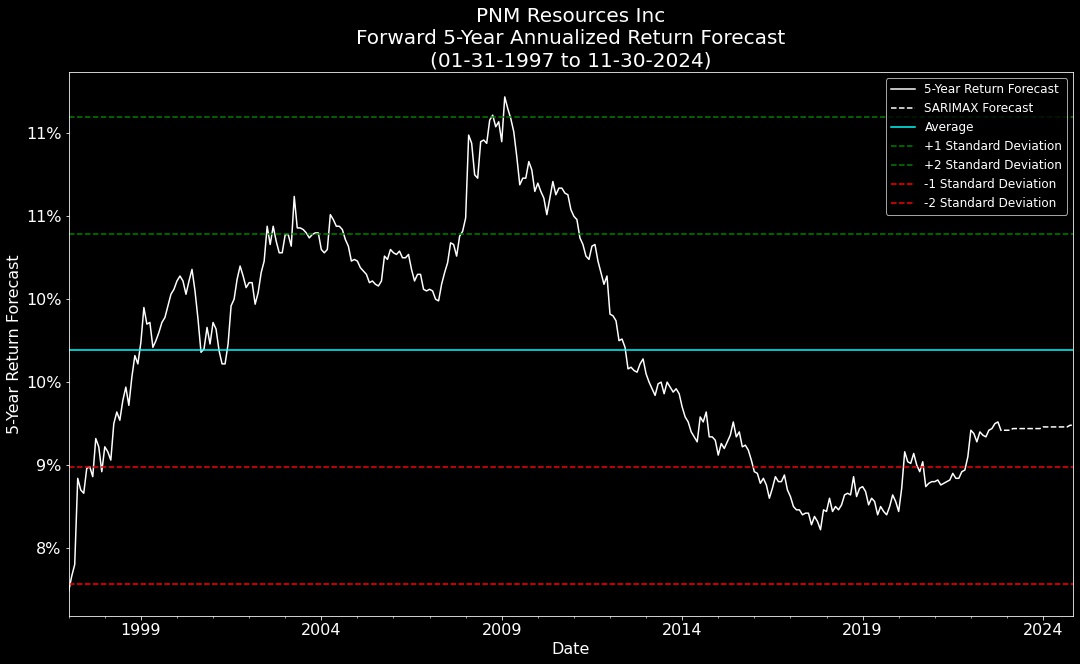 PNM Resources Inc
Forward 5-Year Annualized Return Forecast
(01-31-1997 to 11-30-2024)
5-Year Return Forecast
SARIMAX Forecast
Average
+1 Standard Deviation
+2 Standard Deviation
-1 Standard Deviation
-2 Standard Deviation
11%
11%
10%
10%
9%
8%
5-Year Return Forecast
1999
2004
2009
2014
2019
2024
Date